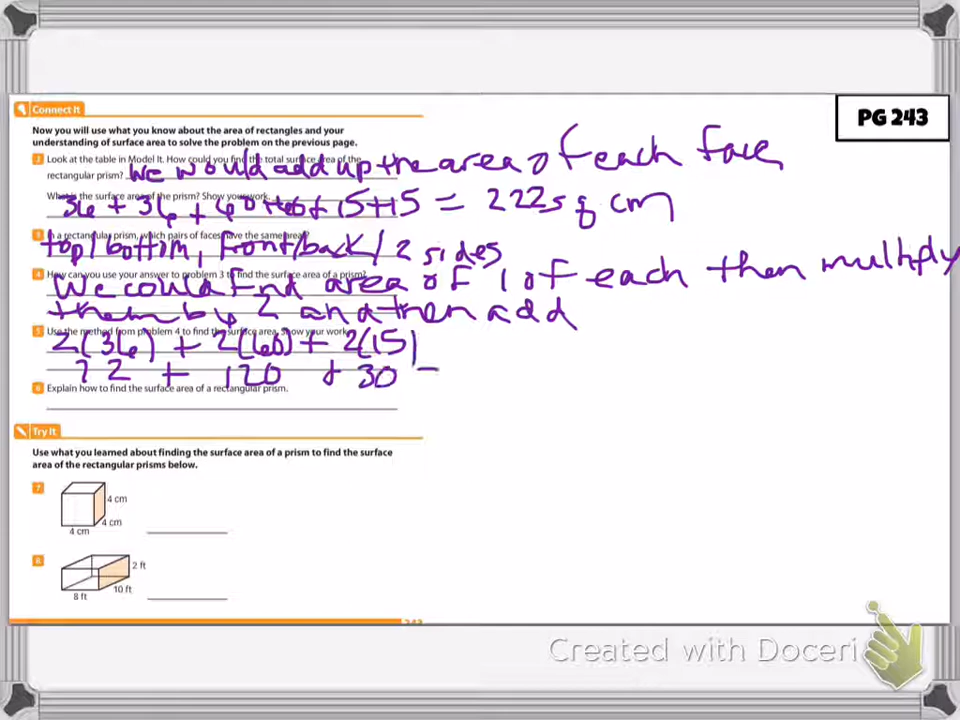 Connect It
PG 243
Now you will use what you know about the area of rectangles and your
understanding of surface area to solve the problem on the previous page.
Look at the table in Model It. How could you find the total surface area of the
rectangular prism? We would add up the area of each face
What is the surface area of the prism? Show your work.
36 + 36 + 60 + 60 + 15 + 15 = 222 sq cm
3 In a rectangular prism, which pairs of faces have the same area?
top/bottom, front/back/2 sides
4 How can you use your answer to problem 3 to find the surface area of a prism?
We could find area of 1 of each then multiply
them by 2 and then add
5 Use the method from problem 4 to find the surface area. Show your work.
2(36) + 2(60) + 2(15)
72 + 120 + 30 =
6 Explain how to find the surface area of a rectangular prism.
Try It
Use what you learned about finding the surface area of a prism to find the surface
area of the rectangular prisms below.
7
4 cm
4 cm
4 cm
8
2 ft
10 ft
8 ft
Created with Doceri